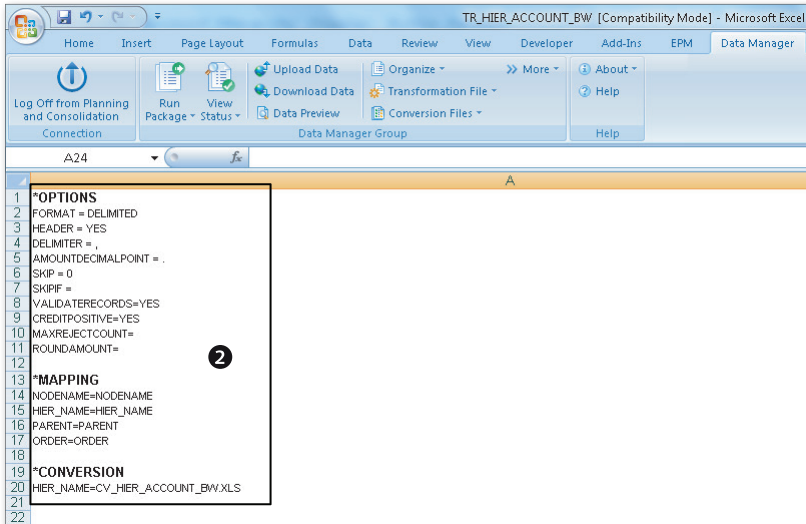 TR_HIER_ACCOUNT_BW [Compatibility Mode] - Microsoft Excel
Home Insert Page Layout Formulas Data Review View Developer Add-Ins EPM Data Manager
Log Off from Planning and Consolidation
Connection
Run Package
View Status
Upload Data
Download Data
Data Preview
Organize
Transformation File
Conversion Files
More
Data Manager Group
About
Help
Help
A24 fx
A
1 *OPTIONS
2 FORMAT = DELIMITED
3 HEADER = YES
4 DELIMITER = ,
5 AMOUNTDECIMALPOINT = .
6 SKIP = 0
7 SKIPIF =
8 VALIDATERECORDS=YES
9 CREDITPOSITIVE=YES
10 MAXREJECTCOUNT=
11 ROUNDAMOUNT=
❷
12
13 *MAPPING
14 NODENAME=NODENAME
15 HIER_NAME=HIER_NAME
16 PARENT=PARENT
17 ORDER=ORDER
18
19 *CONVERSION
20 HIER_NAME=CV_HIER_ACCOUNT_BW.XLS
21
22